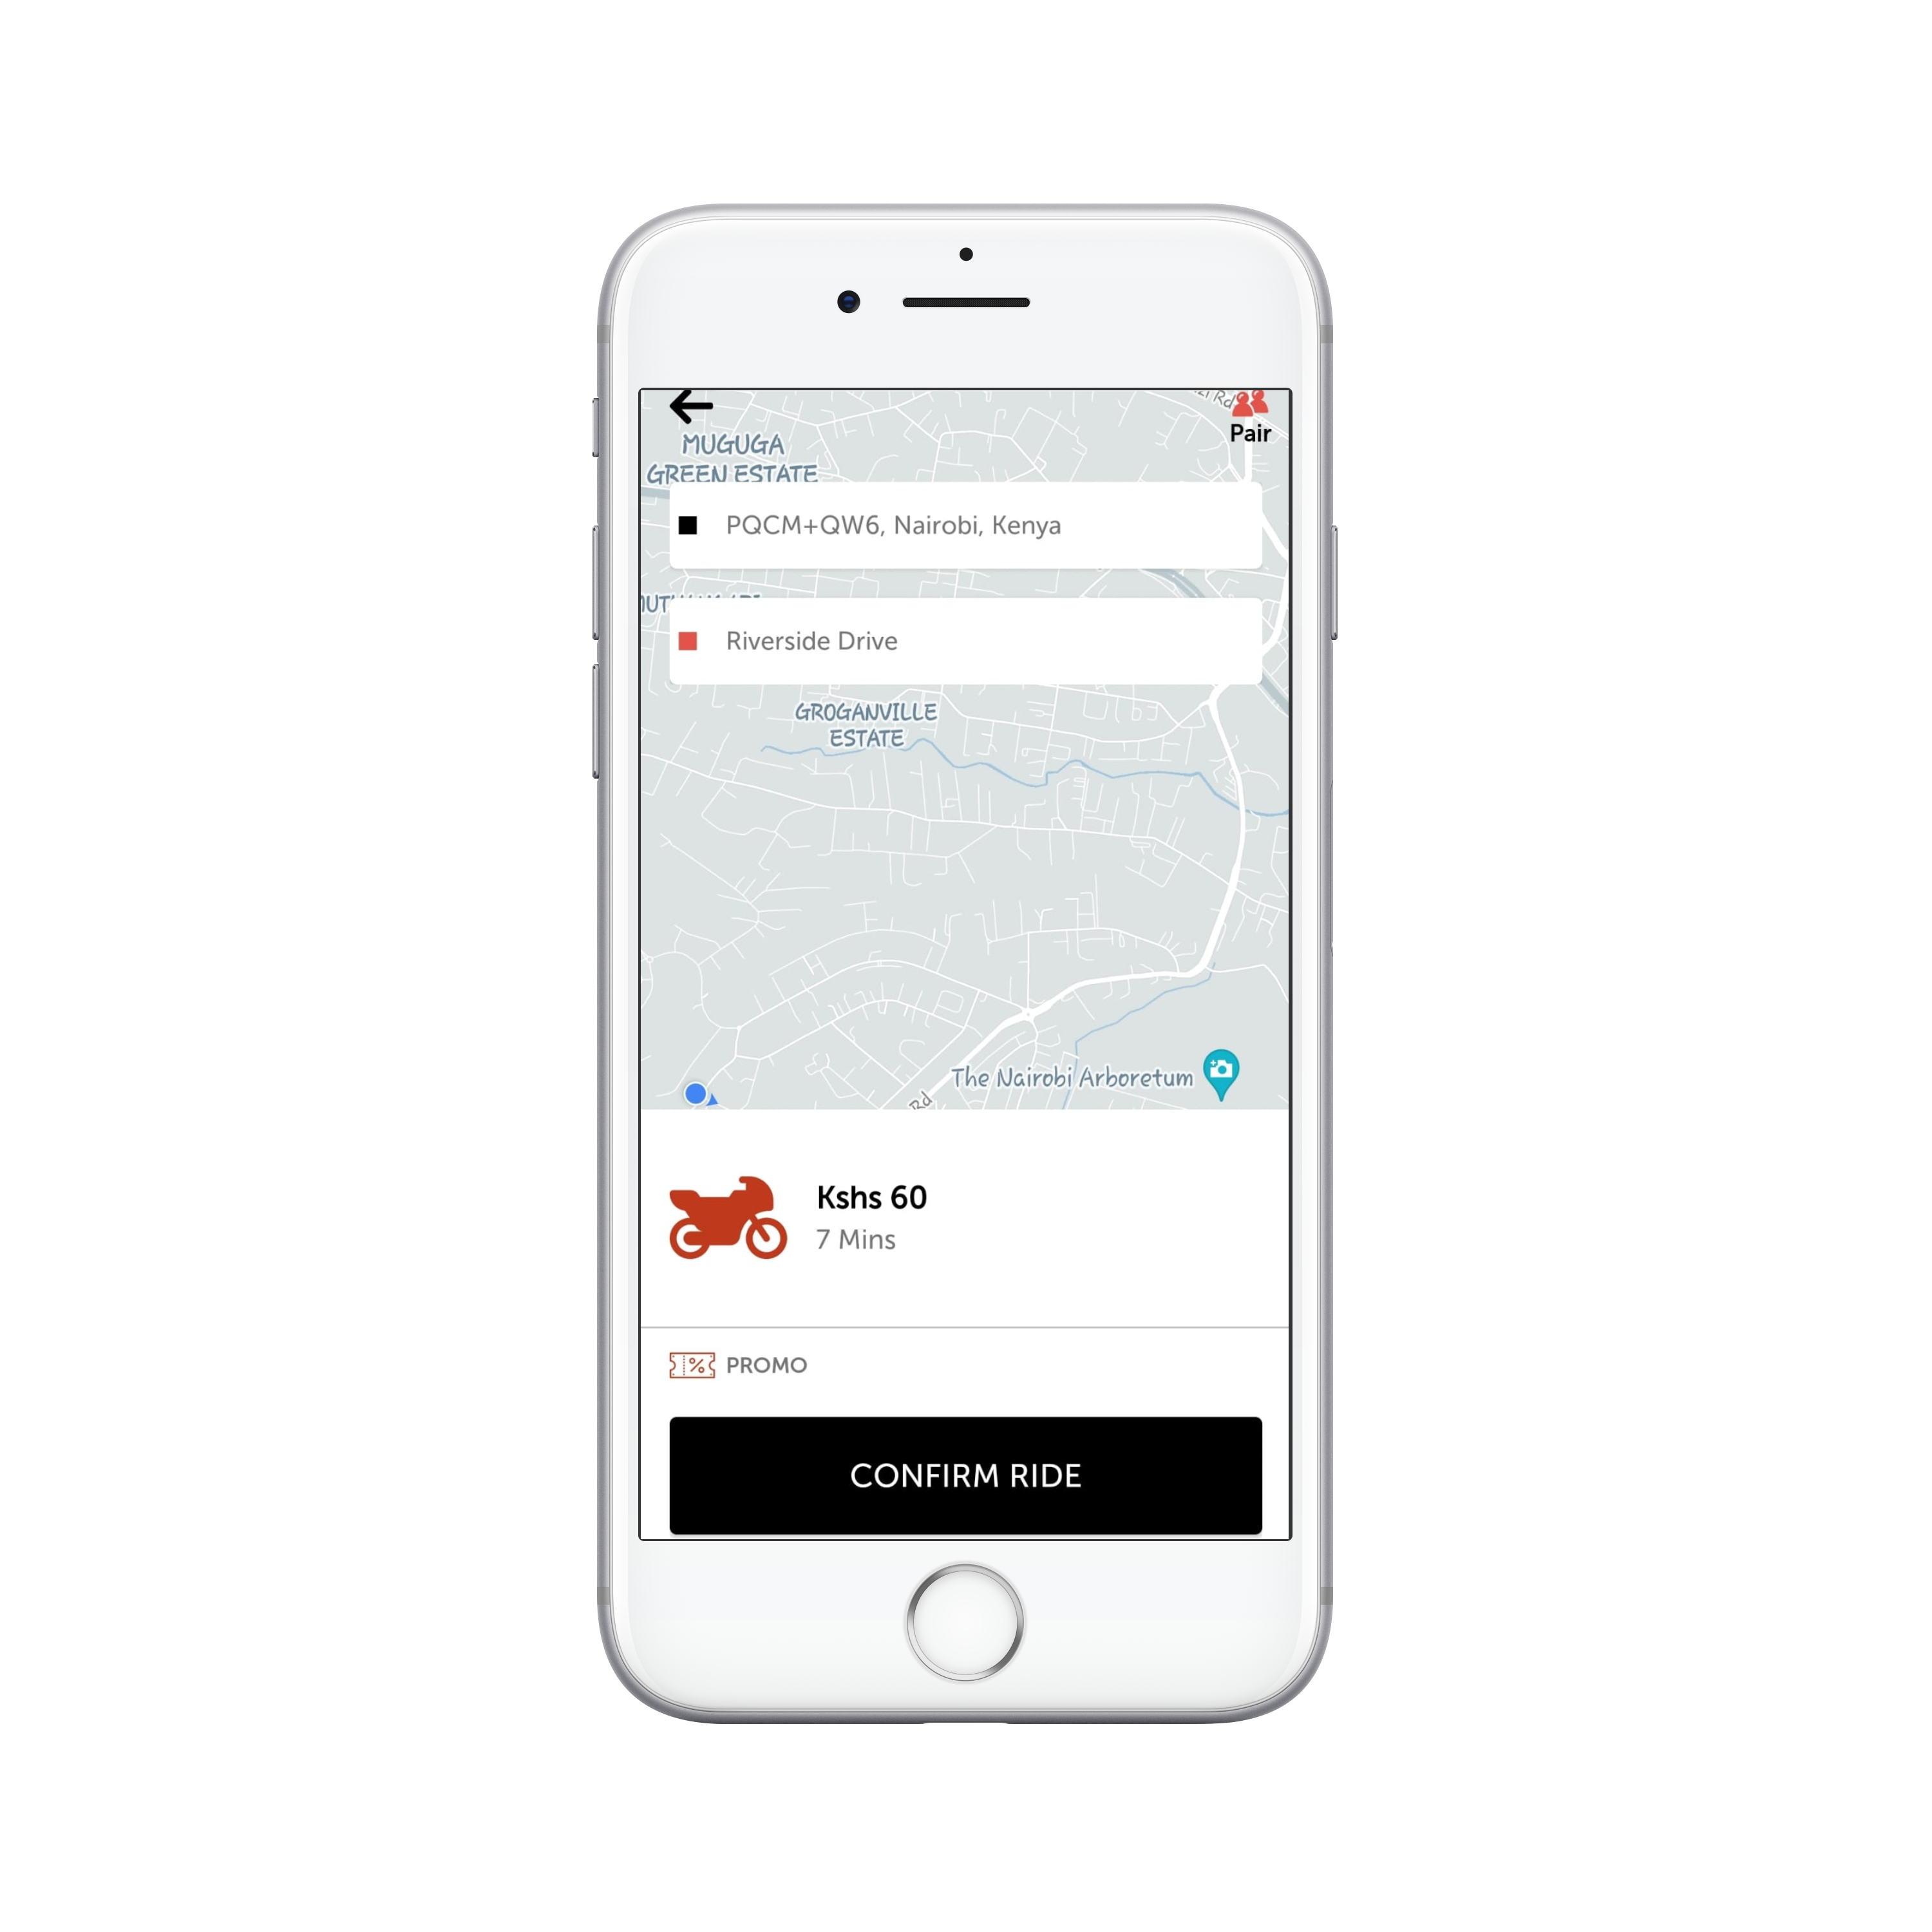 Pair
MUGUGA
GREEN ESTATE
PQCM+QW6, Nairobi, Kenya
Riverside Drive
GROGANVILLE
ESTATE
The Nairobi Arboretum
Rd
Kshs 60
7 Mins
PROMO
CONFIRM RIDE